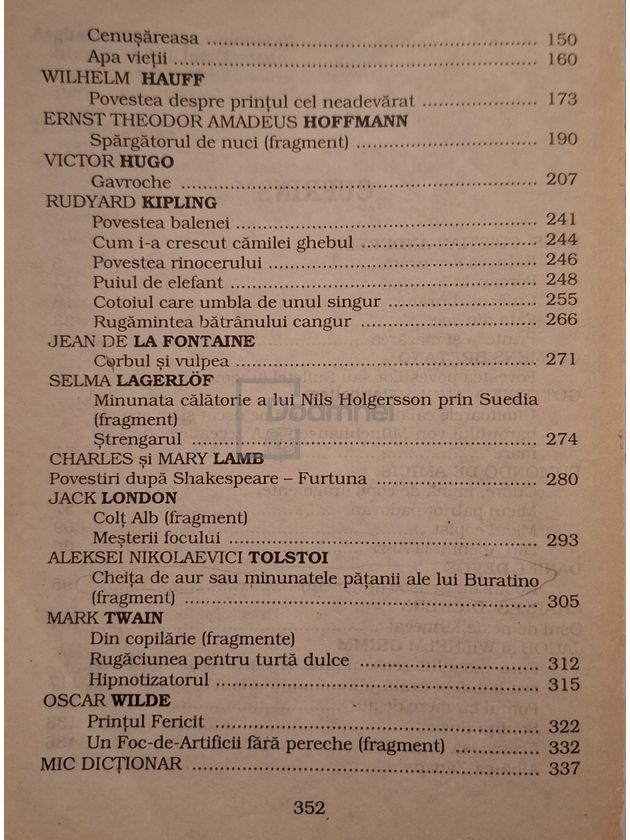 Cenușăreasa ........................................................ 150
Apa vieții .............................................................. 160
WILHELM HAUFF
Povestea despre prințul cel neadevărat .................... 173
ERNST THEODOR AMADEUS HOFFMANN
Spărgătorul de nuci (fragment) ................................ 190
VICTOR HUGO
Gavroche .............................................................. 207
RUDYARD KIPLING
Povestea balenei .................................................... 241
Cum i-a crescut cămilei ghebul ................................ 244
Povestea rinocerului ............................................... 246
Puiul de elefant ..................................................... 248
Cotoiul care umbla de unul singur .......................... 255
Rugămintea bătrânului cangur ............................... 266
JEAN DE LA FONTAINE
Corbul și vulpea .................................................... 271
SELMA LAGERLÖF
Minunata călătorie a lui Nils Holgersson prin Suedia
(fragment)
Ștrengarul ............................................................ 274
CHARLES și MARY LAMB
Povestiri după Shakespeare – Furtuna ........................ 280
JACK LONDON
Colț Alb (fragment)
Meșterii focului ..................................................... 293
ALEKSEI NIKOLAEVICI TOLSTOI
Cheița de aur sau minunatele pățanii ale lui Buratino
(fragment) ............................................................ 305
MARK TWAIN
Din copilărie (fragmente)
Rugăciunea pentru turtă dulce ............................... 312
Hipnotizatorul ....................................................... 315
OSCAR WILDE
Prințul Fericit ........................................................ 322
Un Foc-de-Artificii fără pereche (fragment) .............. 332
MIC DICȚIONAR .......................................................... 337
352